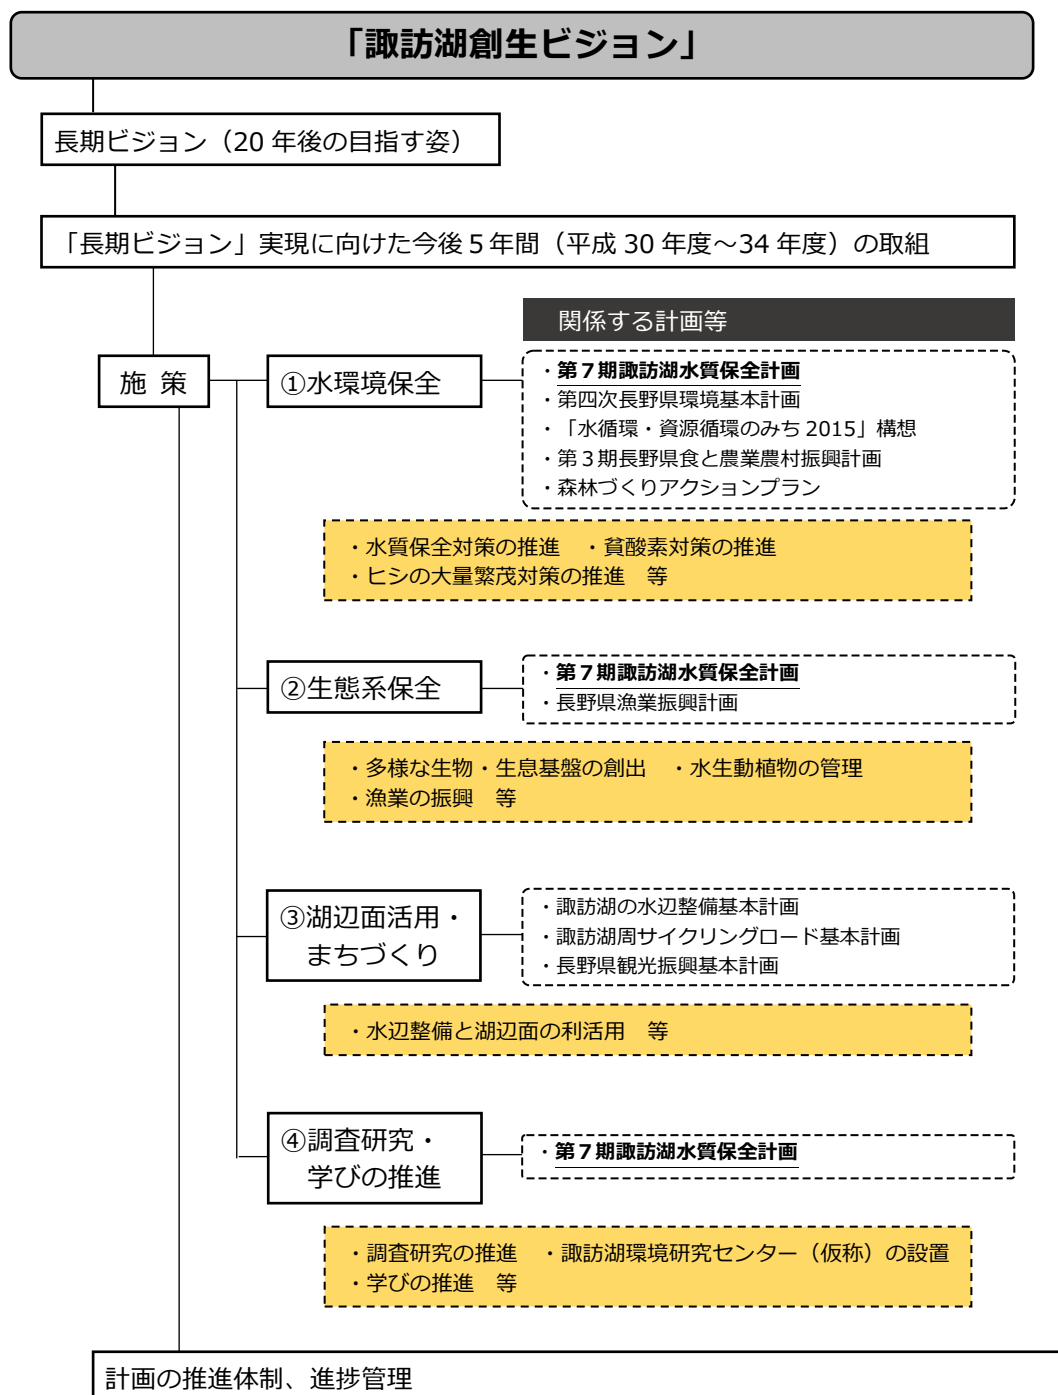 「諏訪湖創生ビジョン」
長期ビジョン（20 年後の目指す姿）
「長期ビジョン」実現に向けた今後５年間（平成 30 年度～34 年度）の取組
関係する計画等
施 策
①水環境保全
・第７期諏訪湖水質保全計画
・第四次長野県環境基本計画
・「水循環・資源循環のみち 2015」構想
・第３期長野県食と農業農村振興計画
・森林づくりアクションプラン
・水質保全対策の推進　・貧酸素対策の推進
・ヒシの大量繁茂対策の推進　等
②生態系保全
・第７期諏訪湖水質保全計画
・長野県漁業振興計画
・多様な生物・生息基盤の創出　・水生動植物の管理
・漁業の振興　等
③湖辺面活用・
まちづくり
・諏訪湖の水辺整備基本計画
・諏訪湖周サイクリングロード基本計画
・長野県観光振興基本計画
・水辺整備と湖辺面の利活用　等
④調査研究・
学びの推進
・第７期諏訪湖水質保全計画
・調査研究の推進　・諏訪湖環境研究センター（仮称）の設置
・学びの推進　等
計画の推進体制、進捗管理